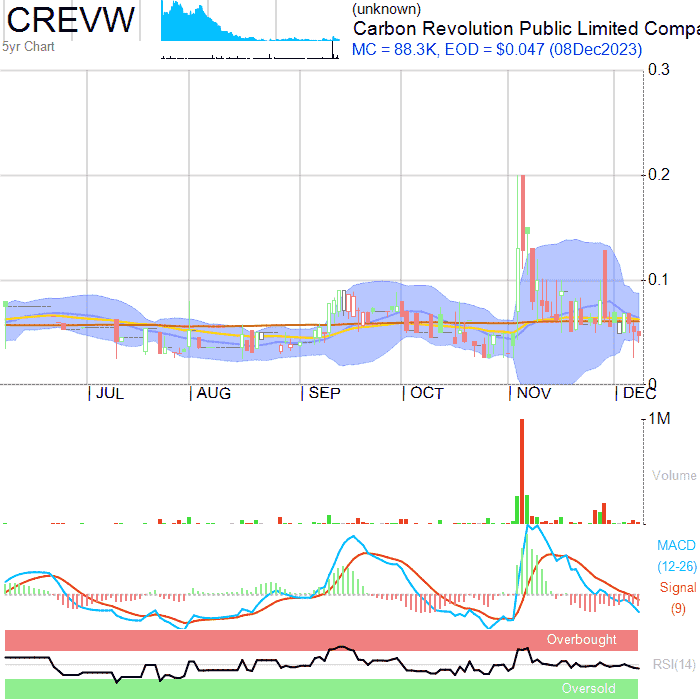 CREVW
5yr Chart
(unknown)
Carbon Revolution Public Limited Compa
MC = 88.3K, EOD = $0.047 (08Dec2023)
0.3
0.2
0.1
0
JUL AUG SEP OCT NOV DEC
1M
Volume
MACD
(12-26)
Signal
(9)
Overbought
RSI(14)
Oversold